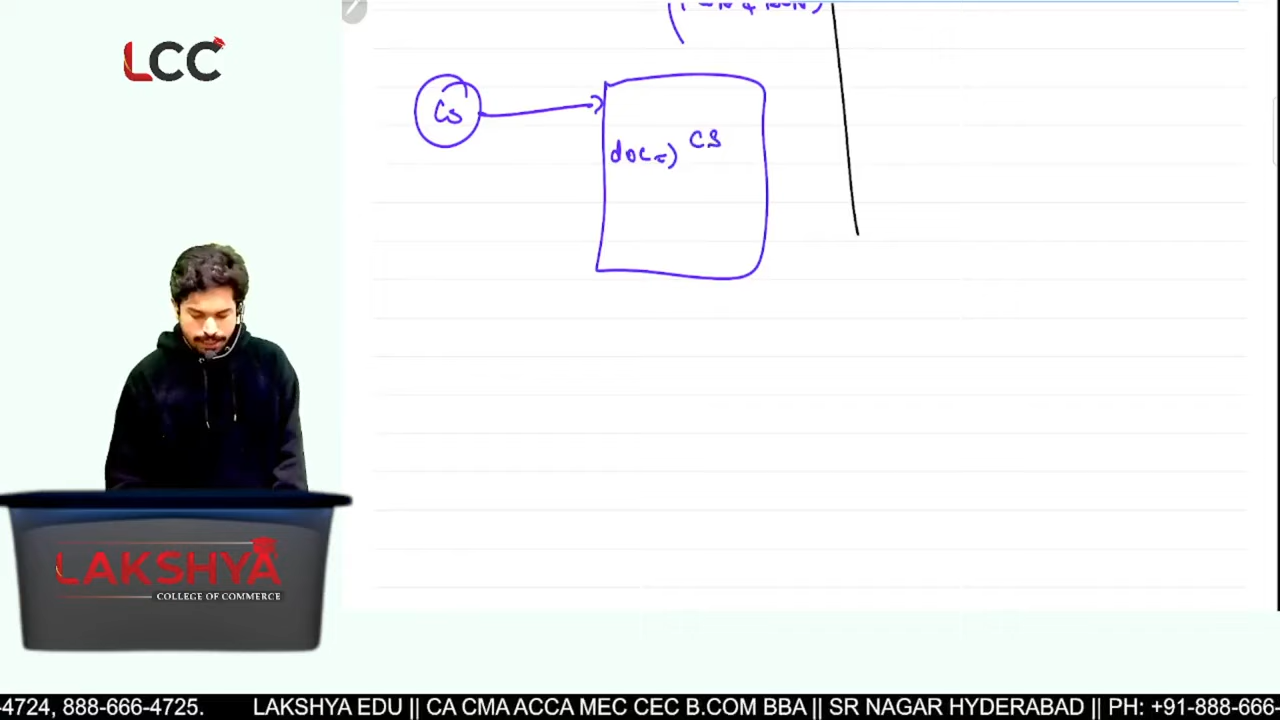 LCC
CS
doc =) CS
LAKSHYA
COLLEGE OF COMMERCE
-4724, 888-666-4725. LAKSHYA EDU || CA CMA ACCA MEC CEC B.COM BBA || SR NAGAR HYDERABAD || PH: +91-888-666-